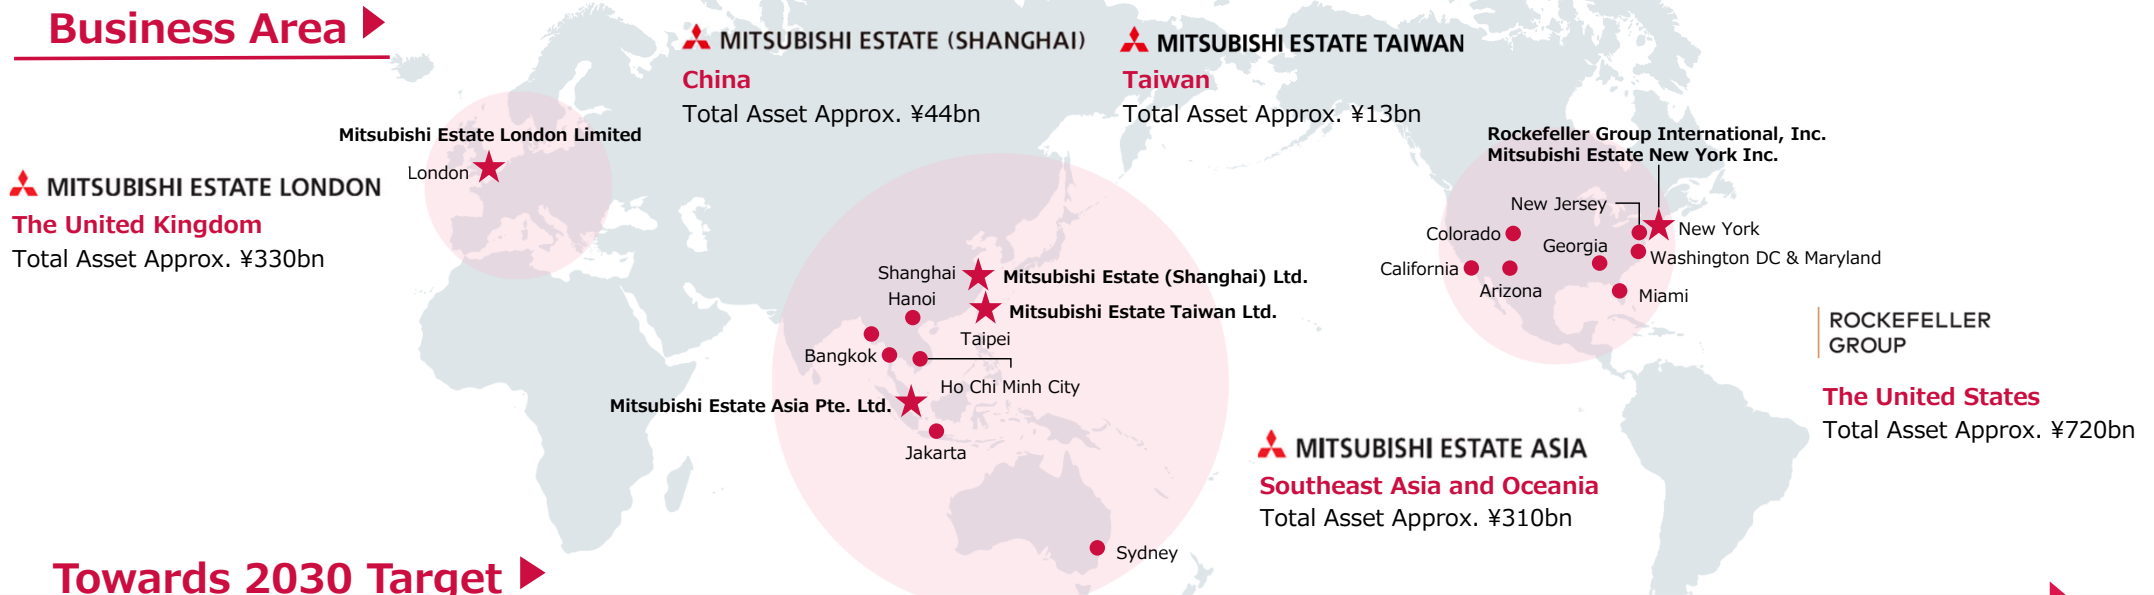 Business Area
MITSUBISHI ESTATE (SHANGHAI)
China
Total Asset Approx. ¥44bn
MITSUBISHI ESTATE TAIWAN
Taiwan
Total Asset Approx. ¥13bn
Mitsubishi Estate London Limited
London
MITSUBISHI ESTATE LONDON
The United Kingdom
Total Asset Approx. ¥330bn
Rockefeller Group International, Inc.
Mitsubishi Estate New York Inc.
New Jersey
New York
Colorado
Georgia
Washington DC & Maryland
California
Arizona
Miami
Shanghai
Mitsubishi Estate (Shanghai) Ltd.
Hanoi
Mitsubishi Estate Taiwan Ltd.
Taipei
Bangkok
Ho Chi Minh City
Mitsubishi Estate Asia Pte. Ltd.
Jakarta
ROCKEFELLER
GROUP
The United States
Total Asset Approx. ¥720bn
MITSUBISHI ESTATE ASIA
Southeast Asia and Oceania
Total Asset Approx. ¥310bn
Sydney
Towards 2030 Target